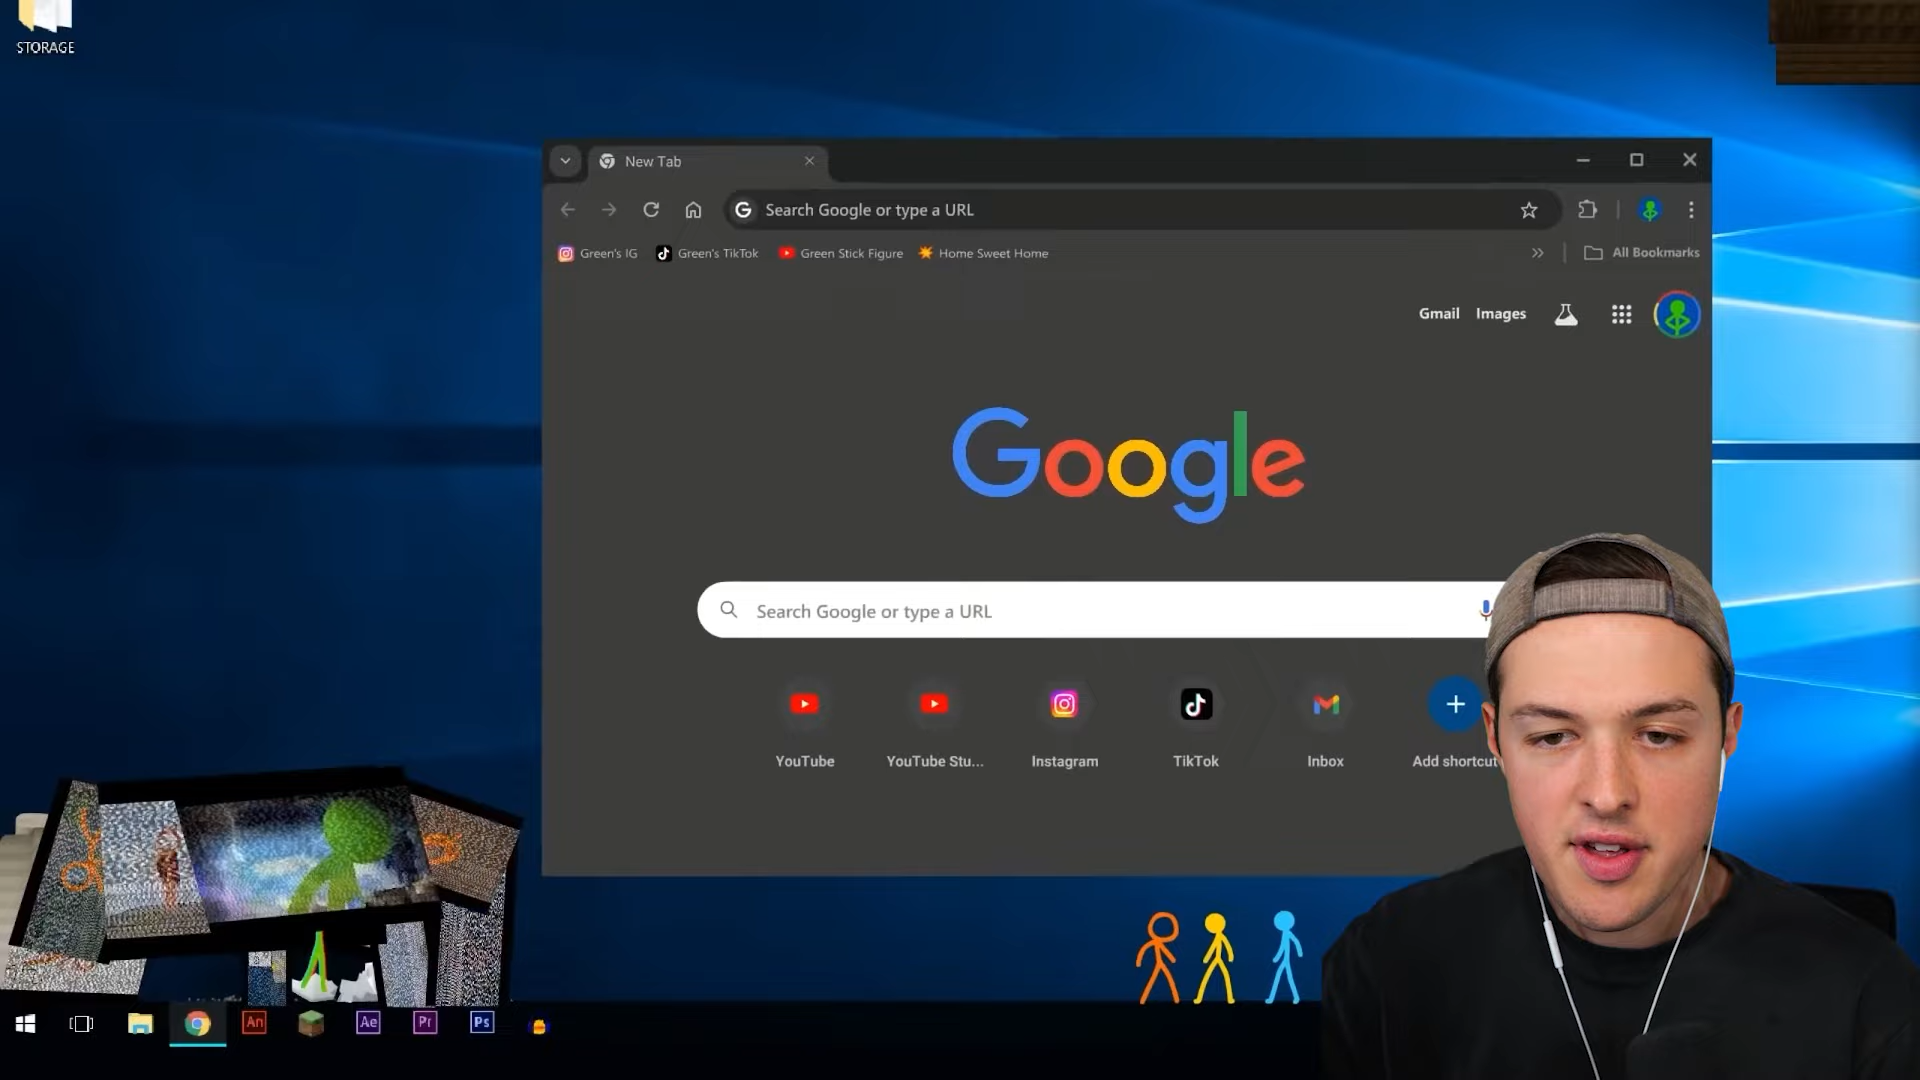 STORAGE
New Tab
Search Google or type a URL
Green's IG
Green's TikTok
Green Stick Figure
Home Sweet Home
All Bookmarks
Gmail
Images
Google
Search Google or type a URL
YouTube
YouTube Stu...
Instagram
TikTok
Inbox
Add shortcut
An
Ae
Pr
Ps